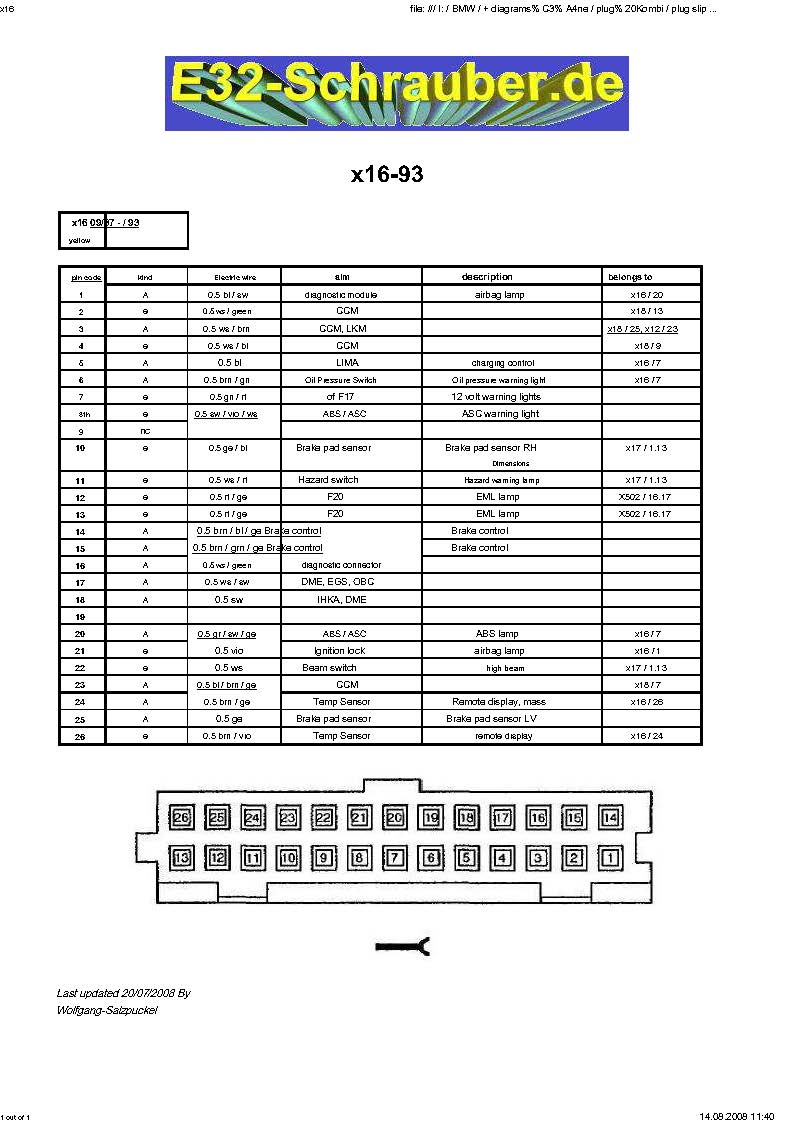 x16 file: /// I: / BMW / + diagrams% C3% A4ne / plug% 20Kombi / plug slip ...
E32-Schrauber.de
x16-93
x16 09/87 - / 93
yellow
pin code kind Electric wire aim description belongs to
1 A 0.5 bl / sw diagnostic module airbag lamp x16 / 20
2 e 0.5 ws / green CCM x18 / 13
3 A 0.5 ws / brn CCM, LKM x18 / 25, x12 / 23
4 e 0.5 ws / bl CCM x18 / 9
5 A 0.5 bl LIMA charging control x16 / 7
6 A 0.5 brn / gn Oil Pressure Switch Oil pressure warning light x16 / 7
7 e 0.5 gn / rt of F17 12 volt warning lights
8th e 0.5 sw / vio / ws ABS / ASC ASC warning light
9 nc
10 e 0.5 ge / bl Brake pad sensor Brake pad sensor RH x17 / 1.13
Dimensions
11 e 0.5 ws / rt Hazard switch Hazard warning lamp x17 / 1.13
12 e 0.5 rt / ge F20 EML lamp X502 / 16.17
13 e 0.5 rt / ge F20 EML lamp X502 / 16.17
14 A 0.5 brn / bl / ge Brake control Brake control
15 A 0.5 brn / grn / ge Brake control Brake control
16 A 0.5 ws / green diagnostic connector
17 A 0.5 ws / sw DME, EGS, OBC
18 A 0.5 sw IHKA, DME
19
20 A 0.5 gr / sw / ge ABS / ASC ABS lamp x16 / 7
21 e 0.5 vio Ignition lock airbag lamp x16 / 1
22 e 0.5 ws Beam switch high beam x17 / 1.13
23 A 0.5 bl / brn / ge CCM x18 / 7
24 A 0.5 brn / ge Temp Sensor Remote display, mass x16 / 26
25 A 0.5 ge Brake pad sensor Brake pad sensor LV
26 e 0.5 brn / vio Temp Sensor remote display x16 / 24
26 25 24 23 22 21 20 19 18 17 16 15 14
13 12 11 10 9 8 7 6 5 4 3 2 1
Last updated 20/07/2008 By
Wolfgang-Salzpuckel
1 out of 1 14.08.2008 11:40